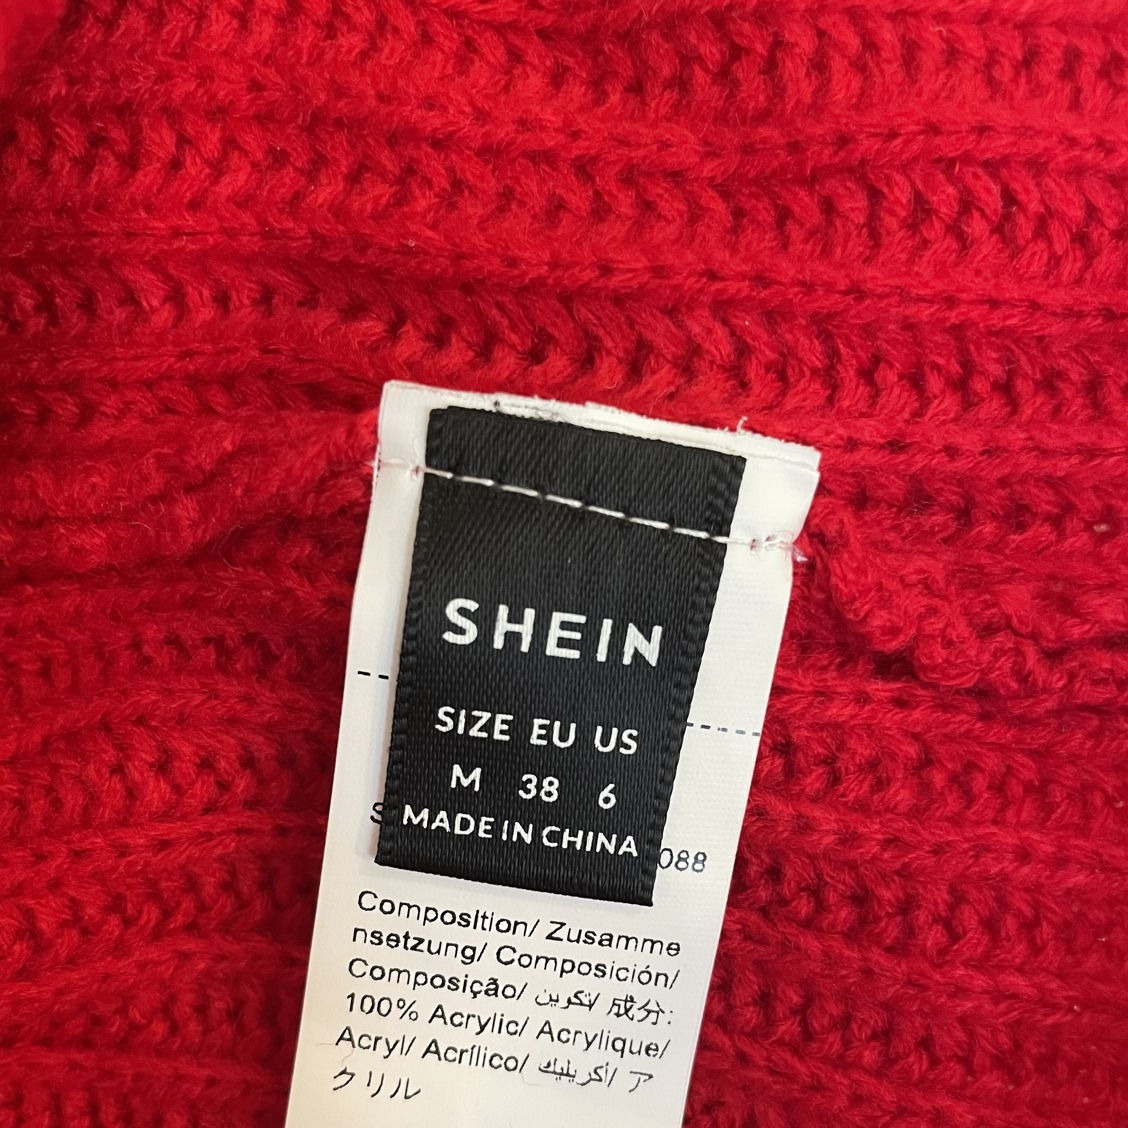 SHEIN
SIZE EU US
M 38 6
MADE IN CHINA
088
Composition/ Zusamme
nsetzung/ Composición/
Composição/ تكوين/ 成分:
100% Acrylic/ Acrylique/
Acryl/ Acrílico/ أكريليك/ ア
クリル